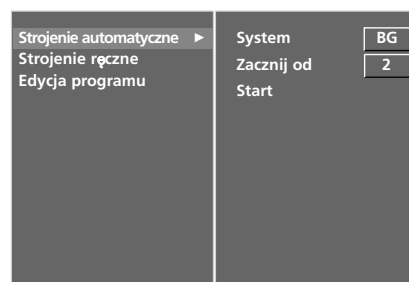 Strojenie automatyczne ►
Strojenie ręczne
Edycja programu
System BG
Zacznij od 2
Start